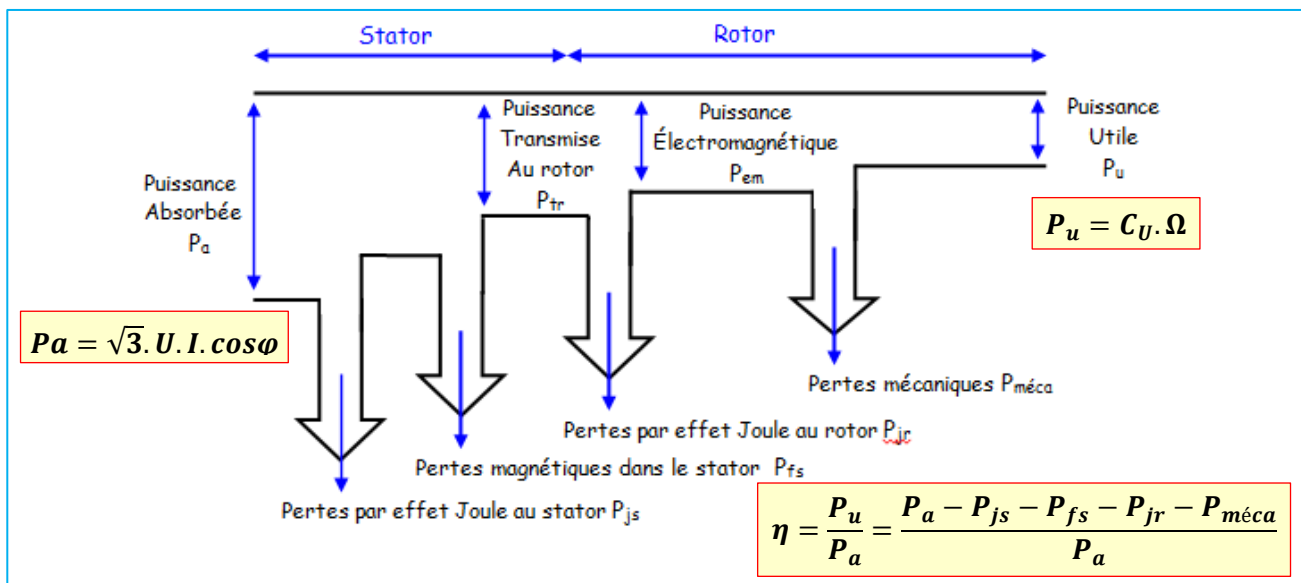 Stator
Rotor
Puissance
Absorbée
Pa
Puissance
Transmise
Au rotor
Ptr
Puissance
Électromagnétique
Pem
Puissance
Utile
Pu
Pu = CU.Ω
Pa = √3.U.I.cosφ
Pertes mécaniques Pméca
Pertes par effet Joule au rotor Pjr
Pertes magnétiques dans le stator Pfs
Pertes par effet Joule au stator Pjs
η = Pu/Pa = (Pa − Pjs − Pfs − Pjr − Pméca)/Pa